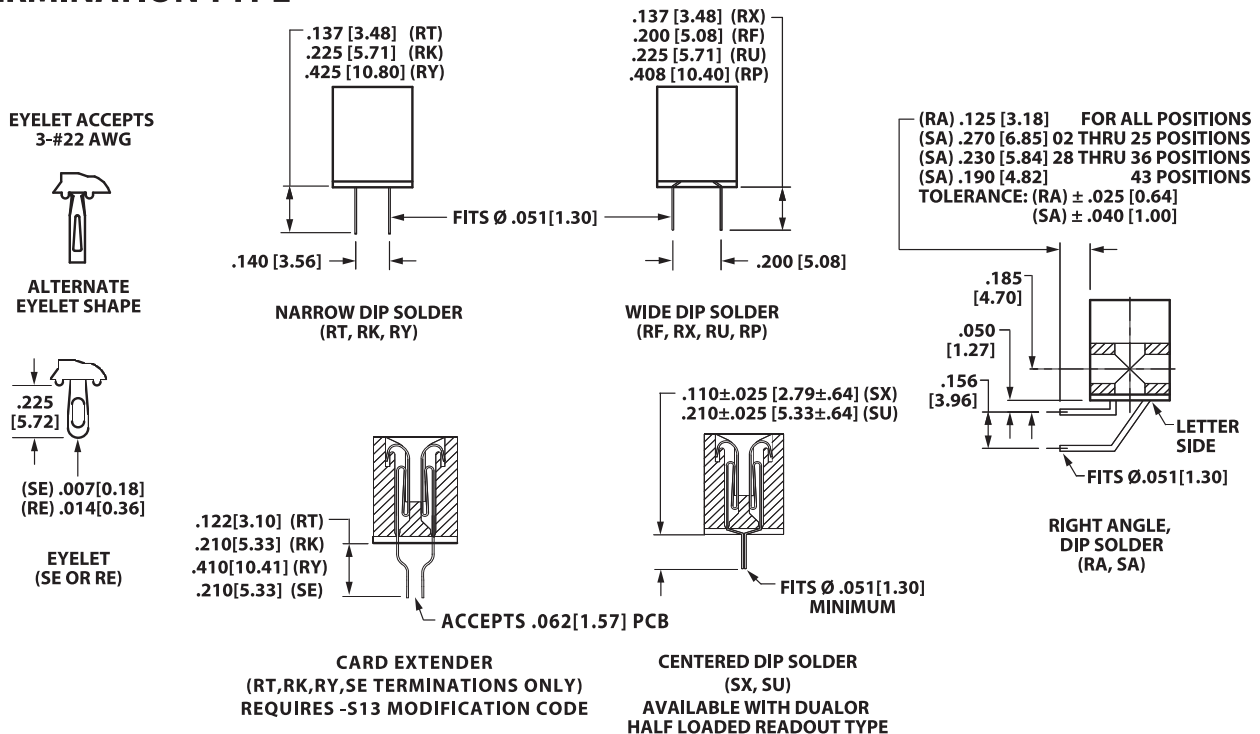 .137 [3.48] (RT)
.225 [5.71] (RK)
.425 [10.80] (RY)
FITS Ø .051[1.30]
.140 [3.56]
NARROW DIP SOLDER
(RT, RK, RY)
.137 [3.48] (RX)
.200 [5.08] (RF)
.225 [5.71] (RU)
.408 [10.40] (RP)
.200 [5.08]
WIDE DIP SOLDER
(RF, RX, RU, RP)
EYELET ACCEPTS
3-#22 AWG
ALTERNATE
EYELET SHAPE
.225
[5.72]
(SE) .007[0.18]
(RE) .014[0.36]
EYELET
(SE OR RE)
.122[3.10] (RT)
.210[5.33] (RK)
.410[10.41] (RY)
.210[5.33] (SE)
ACCEPTS .062[1.57] PCB
CARD EXTENDER
(RT,RK,RY,SE TERMINATIONS ONLY)
REQUIRES -S13 MODIFICATION CODE
.110±.025 [2.79±.64] (SX)
.210±.025 [5.33±.64] (SU)
FITS Ø .051[1.30]
MINIMUM
CENTERED DIP SOLDER
(SX, SU)
AVAILABLE WITH DUALOR
HALF LOADED READOUT TYPE
(RA) .125 [3.18] FOR ALL POSITIONS
(SA) .270 [6.85] 02 THRU 25 POSITIONS
(SA) .230 [5.84] 28 THRU 36 POSITIONS
(SA) .190 [4.82] 43 POSITIONS
TOLERANCE: (RA) ± .025 [0.64]
(SA) ± .040 [1.00]
.185
[4.70]
.050
[1.27]
.156
[3.96]
LETTER
SIDE
FITS Ø.051[1.30]
RIGHT ANGLE,
DIP SOLDER
(RA, SA)